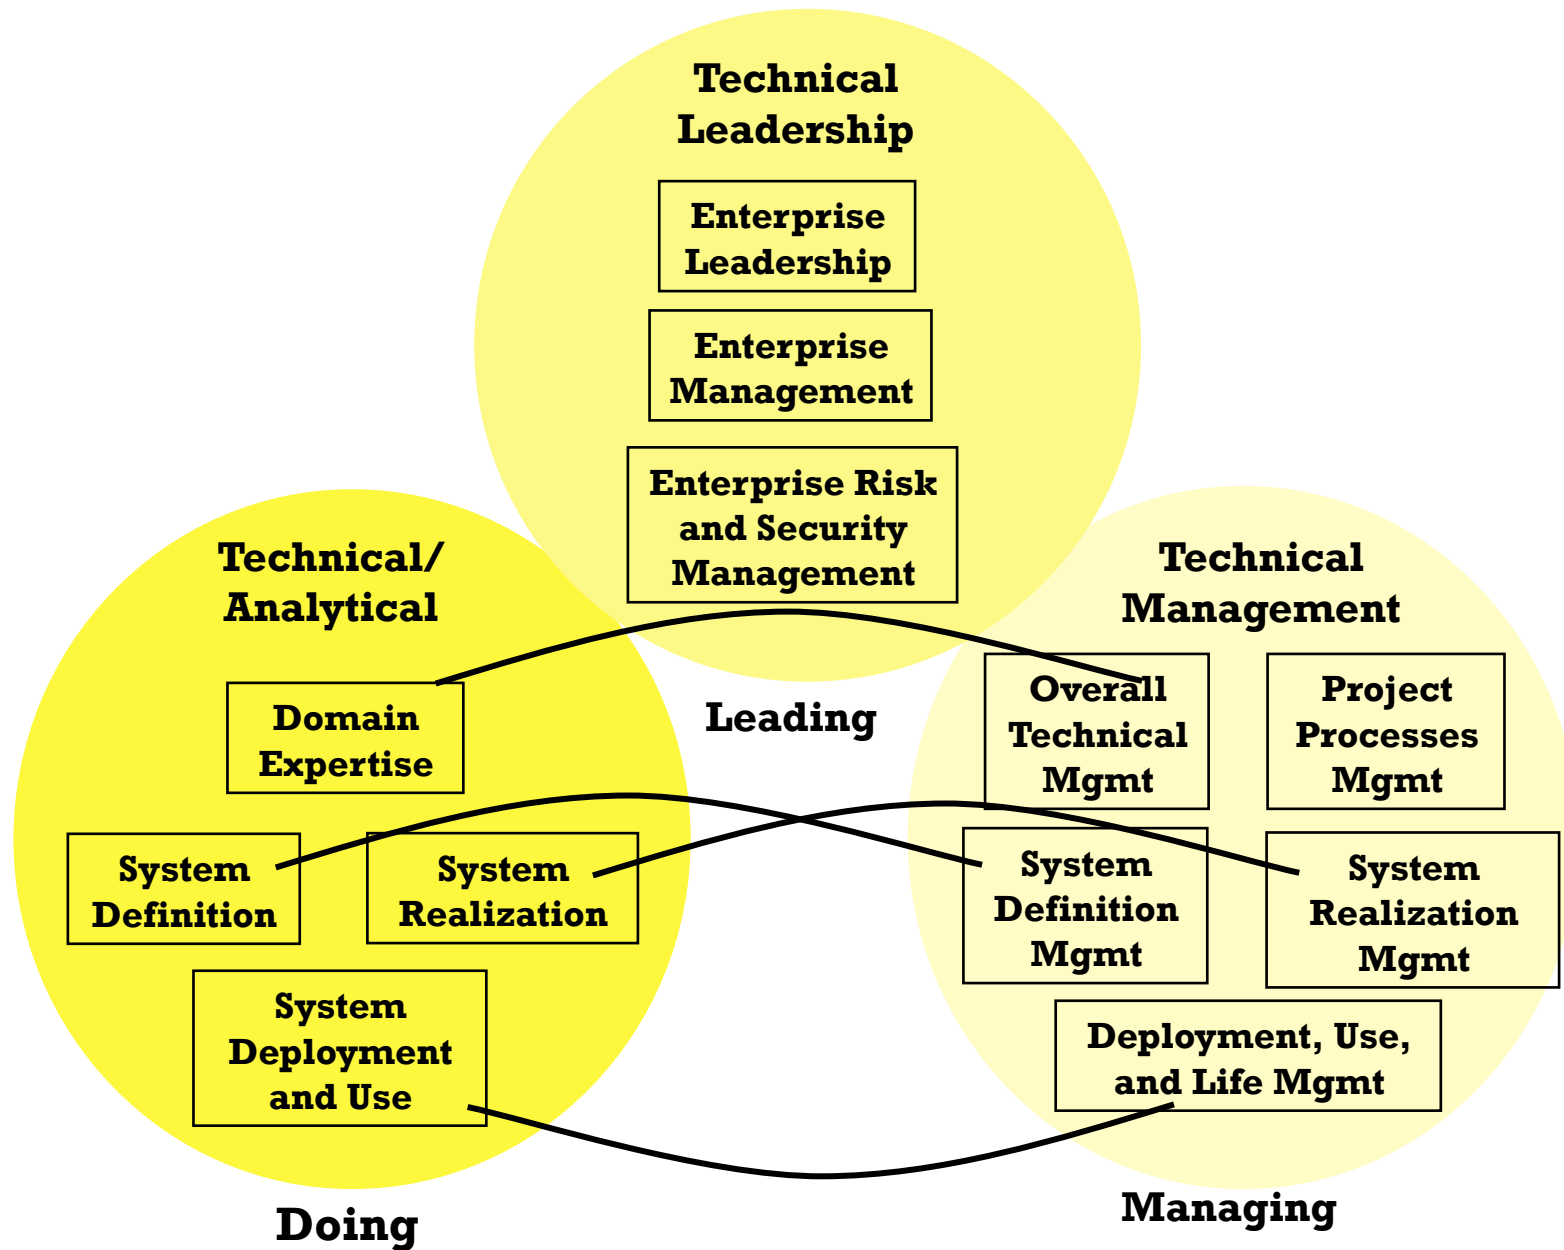 Technical
Leadership
Enterprise
Leadership
Enterprise
Management
Enterprise Risk
and Security
Management
Leading
Technical/
Analytical
Domain
Expertise
System
Definition
System
Realization
System
Deployment
and Use
Doing
Technical
Management
Overall
Technical
Mgmt
Project
Processes
Mgmt
System
Definition
Mgmt
System
Realization
Mgmt
Deployment, Use,
and Life Mgmt
Managing